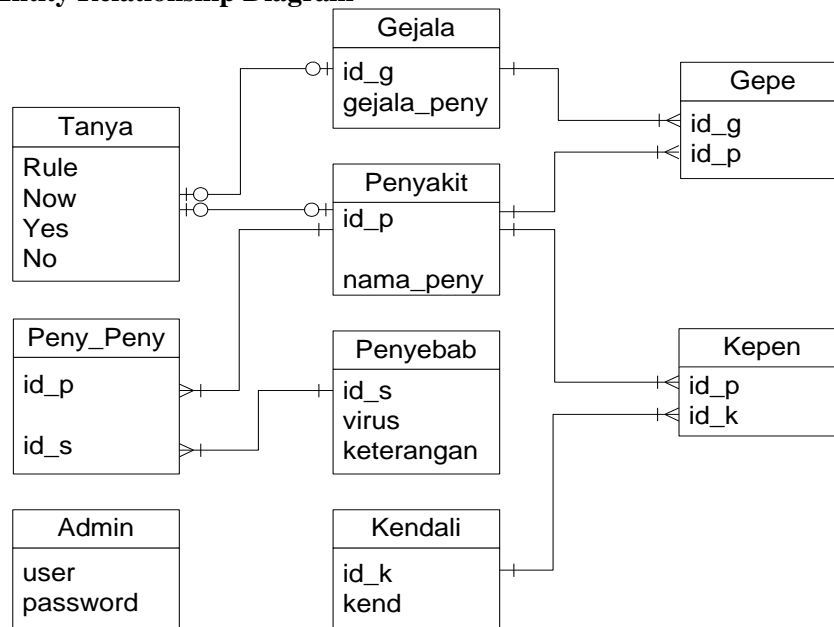 Entity Relationship Diagram
Gejala
id_g
gejala_peny
Gepe
id_g
id_p
Tanya
Rule
Now
Yes
No
Penyakit
id_p
nama_peny
Peny_Peny
id_p
id_s
Penyebab
id_s
virus
keterangan
Kepen
id_p
id_k
Admin
user
password
Kendali
id_k
kend